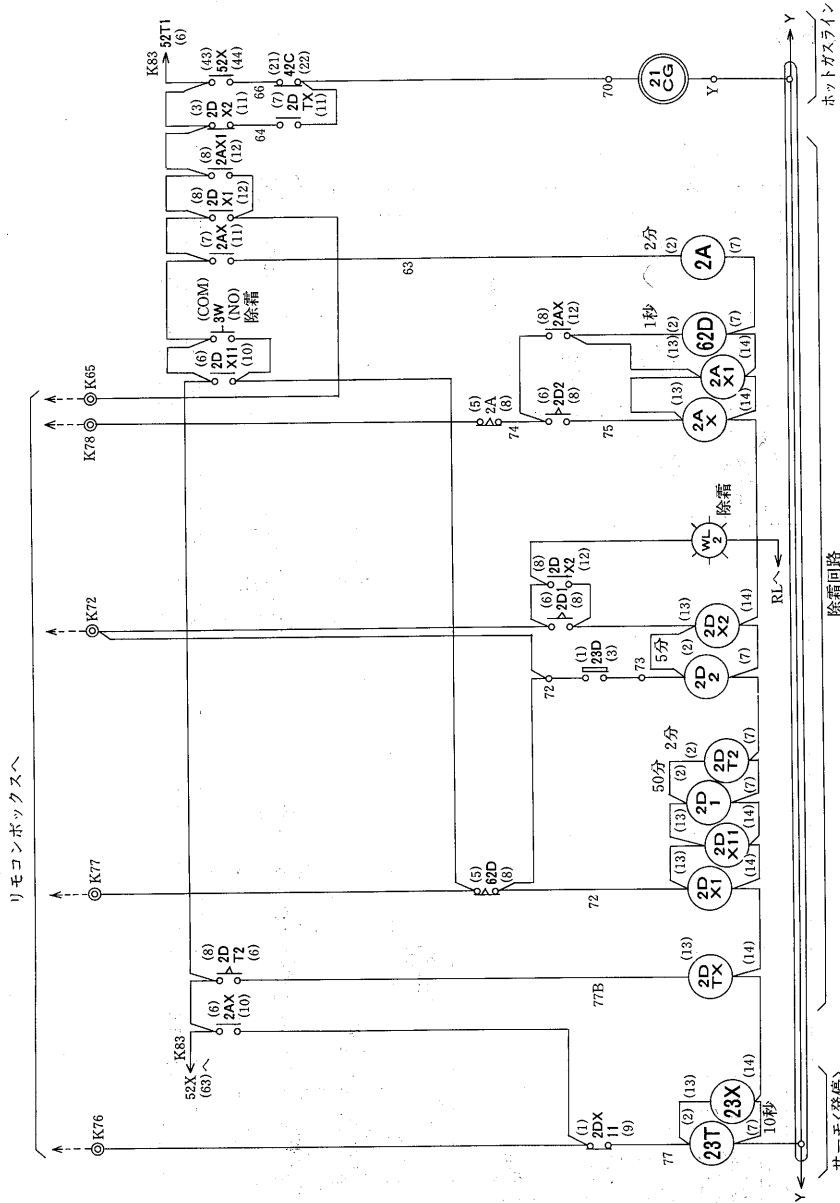 リモコンボックスへ
K76
K77
K72
K78
K65
K83
52T1
(6)
K83
52X
(63)へ
(6)
2AX
(10)
(8)
2D
T2
(6)
(6)
2D
X11
(10)
(COM)
3W
(NO)
除霜
(7)
2AX
(11)
(8)
2D
X1
(12)
(8)
2AX1
(12)
(3)
2D
X2
(11)
64
(43)
52X
(44)
66
(21)
42C
(22)
(7)
2D
TX
(11)
63
70
21
CG
Y
(5)
62D
(8)
72
(5)
2A
(8)
74
(6)
2D2
(8)
75
(8)
2AX
(12)
1秒
2分
(6)
2D1
(8)
(8)
2D
X2
(12)
72
(1)
23D
(3)
73
77B
(1)
2DX
11
(9)
77
(2)
23T
(7)
10秒
(13)
23X
(14)
(13)
2D
TX
(14)
(13)
2D
X1
(14)
(13)
2D
X11
(14)
50分
(2)
2D
1
(7)
2分
(2)
2D
T2
(7)
5分
(2)
2D
2
(7)
(13)
2D
X2
(14)
WL
2
除霜
RLへ
(13)
2A
X
(14)
(13)
2A
X1
(14)
(2)
62D
(7)
(2)
2A
(7)
Y
Y
サーモ(発停)
除霜回路
ホットガスライン